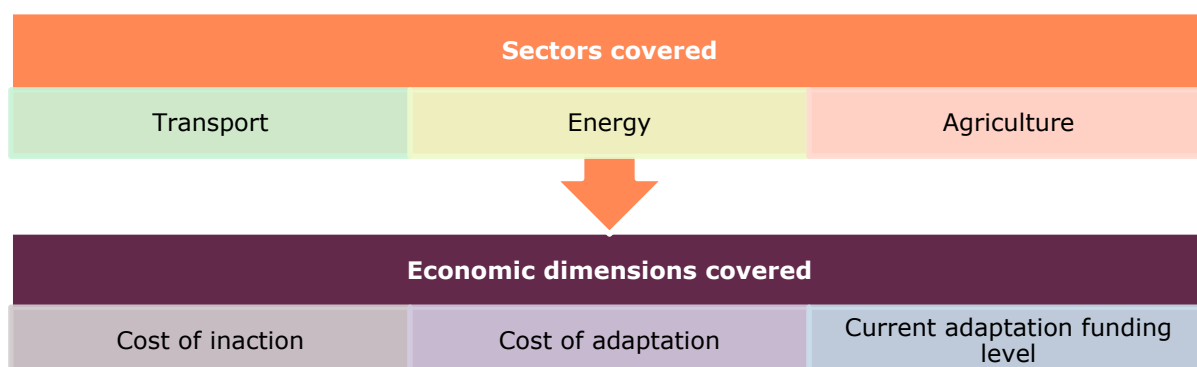 Sectors covered
Transport
Energy
Agriculture
Economic dimensions covered
Cost of inaction
Cost of adaptation
Current adaptation funding
level